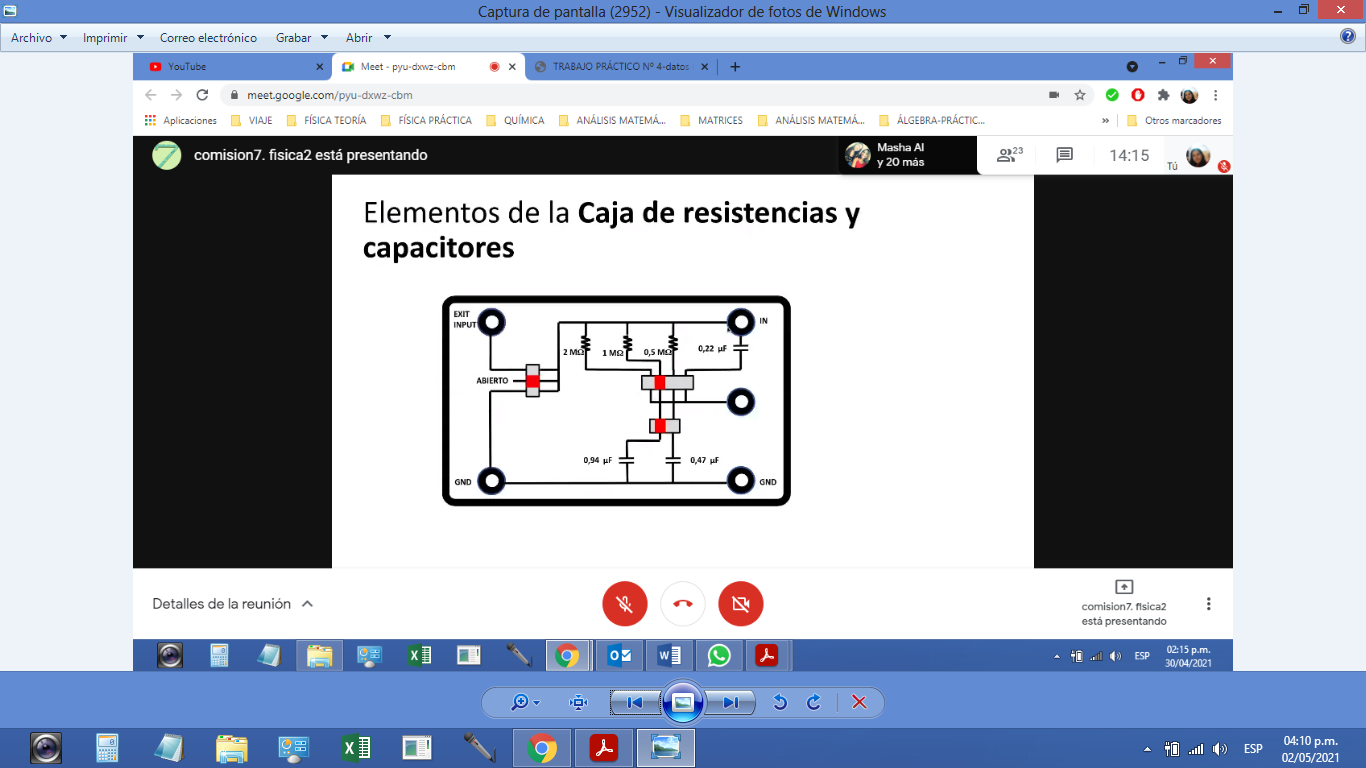 Captura de pantalla (2952) - Visualizador de fotos de Windows
Archivo Imprimir Correo electrónico Grabar Abrir
YouTube Meet - pyu-dxwz-cbm TRABAJO PRÁCTICO Nº 4-datos
meet.google.com/pyu-dxwz-cbm
Aplicaciones VIAJE FÍSICA TEORÍA FÍSICA PRÁCTICA QUÍMICA ANÁLISIS MATEMÁ... MATRICES ANÁLISIS MATEMÁ... ÁLGEBRA-PRÁCTIC... » Otros marcadores
comision7. fisica2 está presentando
Masha Al
y 20 más
23
14:15
Tú
Elementos de la Caja de resistencias y
capacitores
EXIT
INPUT
IN
2 MΩ 1 MΩ 0,5 MΩ 0,22 µF
ABIERTO
0,94 µF 0,47 µF
GND GND
Detalles de la reunión
comision7. fisica2
está presentando
ESP
02:15 p.m.
30/04/2021
ESP
04:10 p.m.
02/05/2021